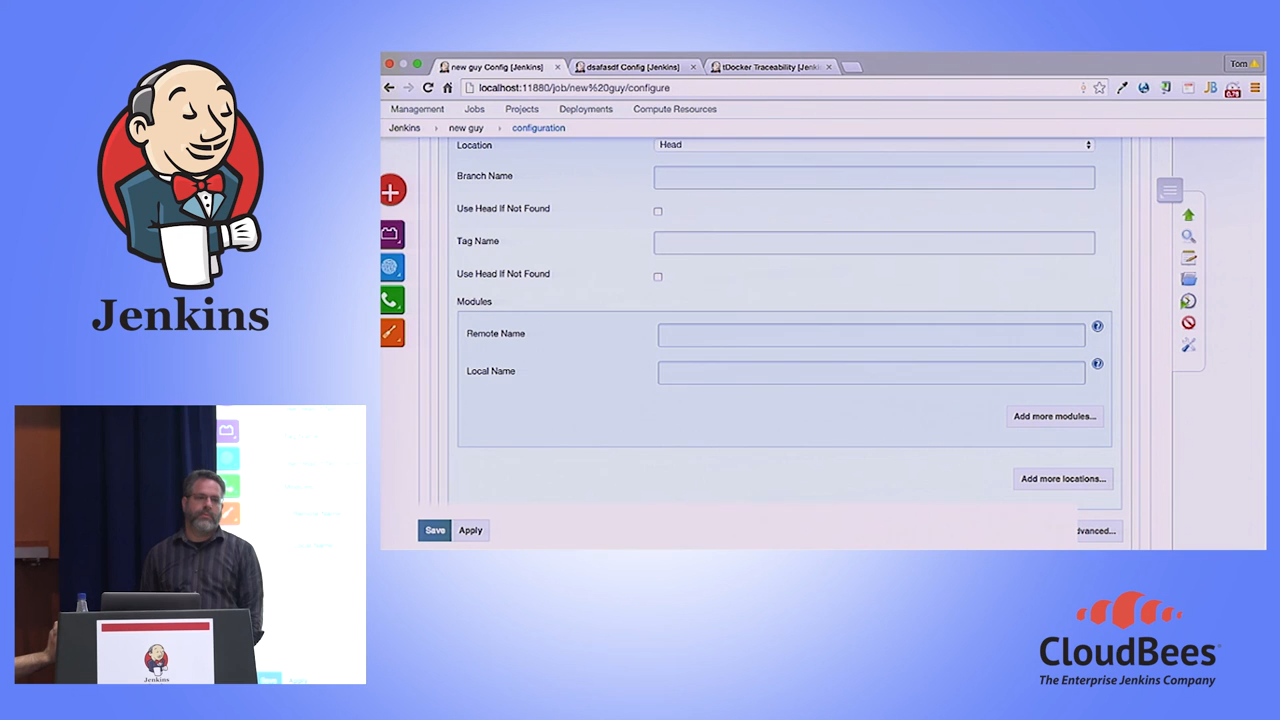 Jenkins
new guy Config [Jenkins]
dsafasdf Config [Jenkins]
tDocker Traceability [Jenki
Tom
localhost:11880/job/new%20guy/configure
Management Jobs Projects Deployments Compute Resources
Jenkins › new guy › configuration
Location Head
Branch Name
Use Head If Not Found
Tag Name
Use Head If Not Found
Modules
Remote Name
Local Name
Add more modules...
Add more locations...
Save Apply
dvanced...
Jenkins
CloudBees
The Enterprise Jenkins Company